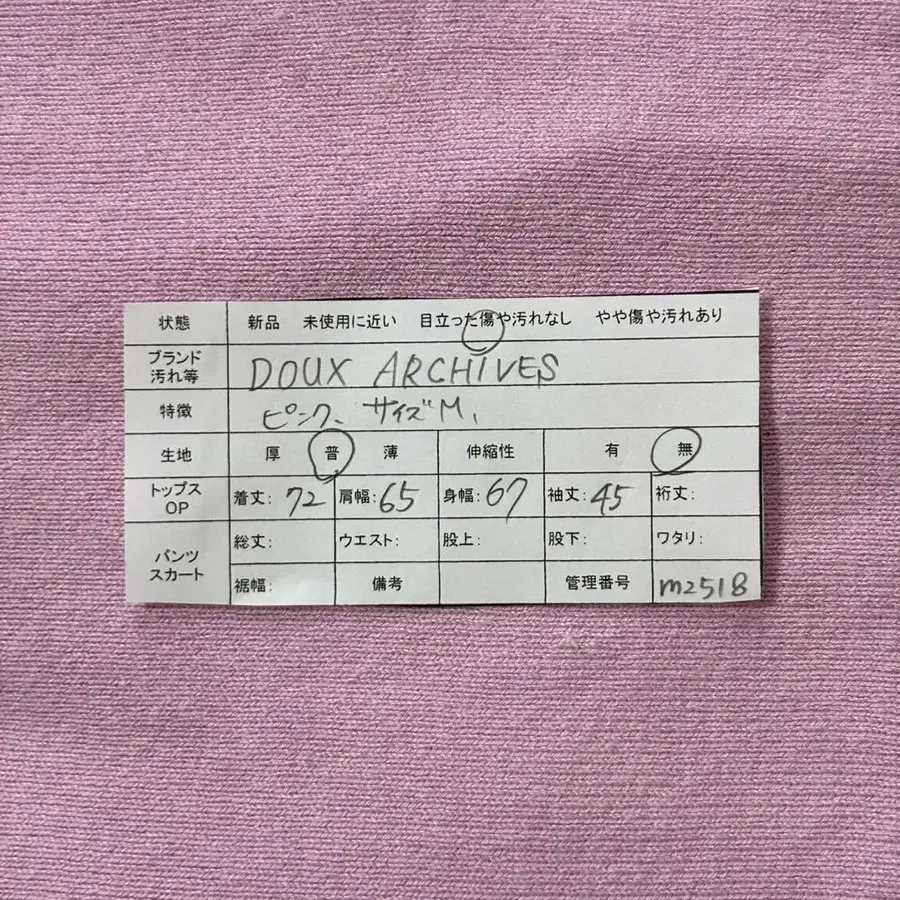 状態 新品 未使用に近い 目立った傷や汚れなし やや傷や汚れあり
ブランド
汚れ等 DOUX ARCHIVES
特徴 ピンク、サイズM、
生地 厚 普 薄 伸縮性 有 無
トップス
OP 着丈:72 肩幅:65 身幅:67 袖丈:45 裄丈:
パンツ
スカート 総丈: ウエスト: 股上: 股下: ワタリ:
裾幅: 備考 管理番号 m2518